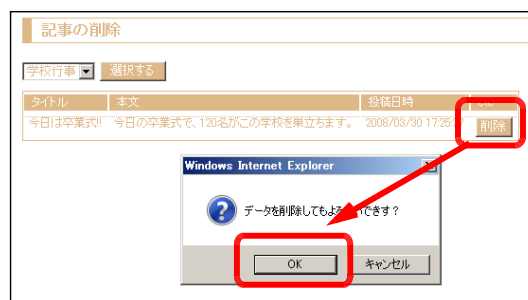 記事の削除
学校行事 選択する
タイトル 本文 投稿日時
今日は卒業式!! 今日の卒業式で、120名がこの学校を巣立ちます。 2008/03/30 17:25 削除
Windows Internet Explorer
データを削除してもよ いですか?
OK キャンセル